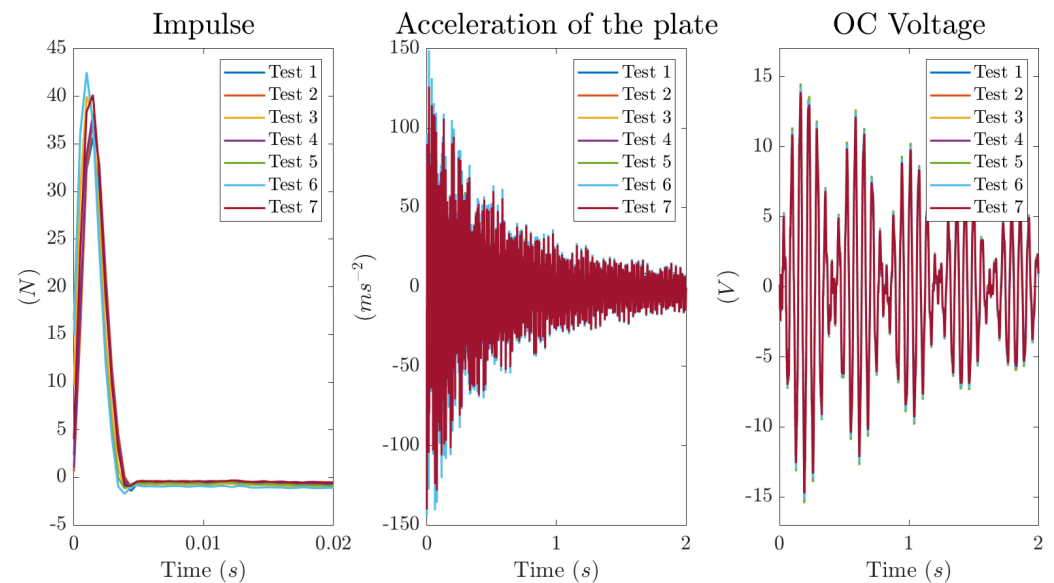 Impulse
45
40
35
30
25
20
15
10
5
0
-5
(N)
0
0.01
0.02
Time (s)
Test 1
Test 2
Test 3
Test 4
Test 5
Test 6
Test 7
Acceleration of the plate
150
100
50
0
-50
-100
-150
(ms⁻²)
0
1
2
Time (s)
Test 1
Test 2
Test 3
Test 4
Test 5
Test 6
Test 7
OC Voltage
15
10
5
0
-5
-10
-15
(V)
0
1
2
Time (s)
Test 1
Test 2
Test 3
Test 4
Test 5
Test 6
Test 7